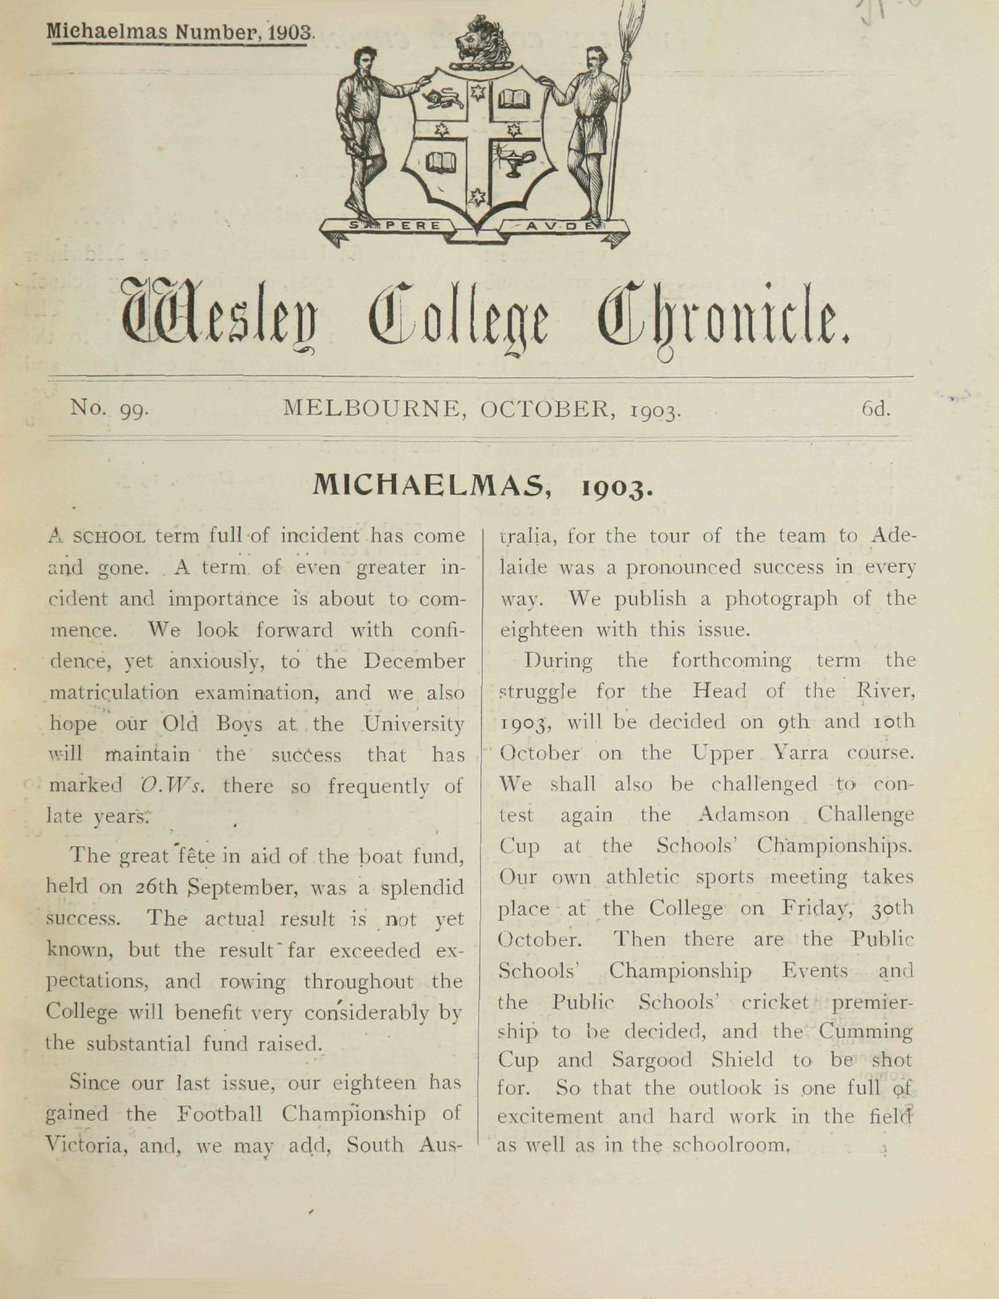 Michaelmas Number, 1903.
SAPERE AVDE
Wesley College Chronicle.
No. 99. MELBOURNE, OCTOBER, 1903. 6d.
MICHAELMAS, 1903.
A SCHOOL term full of incident has come
and gone. A term of even greater in-
cident and importance is about to com-
mence. We look forward with confi-
dence, yet anxiously, to the December
matriculation examination, and we also
hope our Old Boys at the University
will maintain the success that has
marked O.Ws. there so frequently of
late years.
The great fête in aid of the boat fund,
held on 26th September, was a splendid
success. The actual result is not yet
known, but the result far exceeded ex-
pectations, and rowing throughout the
College will benefit very considerably by
the substantial fund raised.
Since our last issue, our eighteen has
gained the Football Championship of
Victoria, and, we may add, South Aus-
tralia, for the tour of the team to Ade-
laide was a pronounced success in every
way. We publish a photograph of the
eighteen with this issue.
During the forthcoming term the
struggle for the Head of the River,
1903, will be decided on 9th and 10th
October on the Upper Yarra course.
We shall also be challenged to con-
test again the Adamson Challenge
Cup at the Schools' Championships.
Our own athletic sports meeting takes
place at the College on Friday, 30th
October. Then there are the Public
Schools' Championship Events and
the Public Schools' cricket premier-
ship to be decided, and the Cumming
Cup and Sargood Shield to be shot
for. So that the outlook is one full of
excitement and hard work in the field
as well as in the schoolroom.